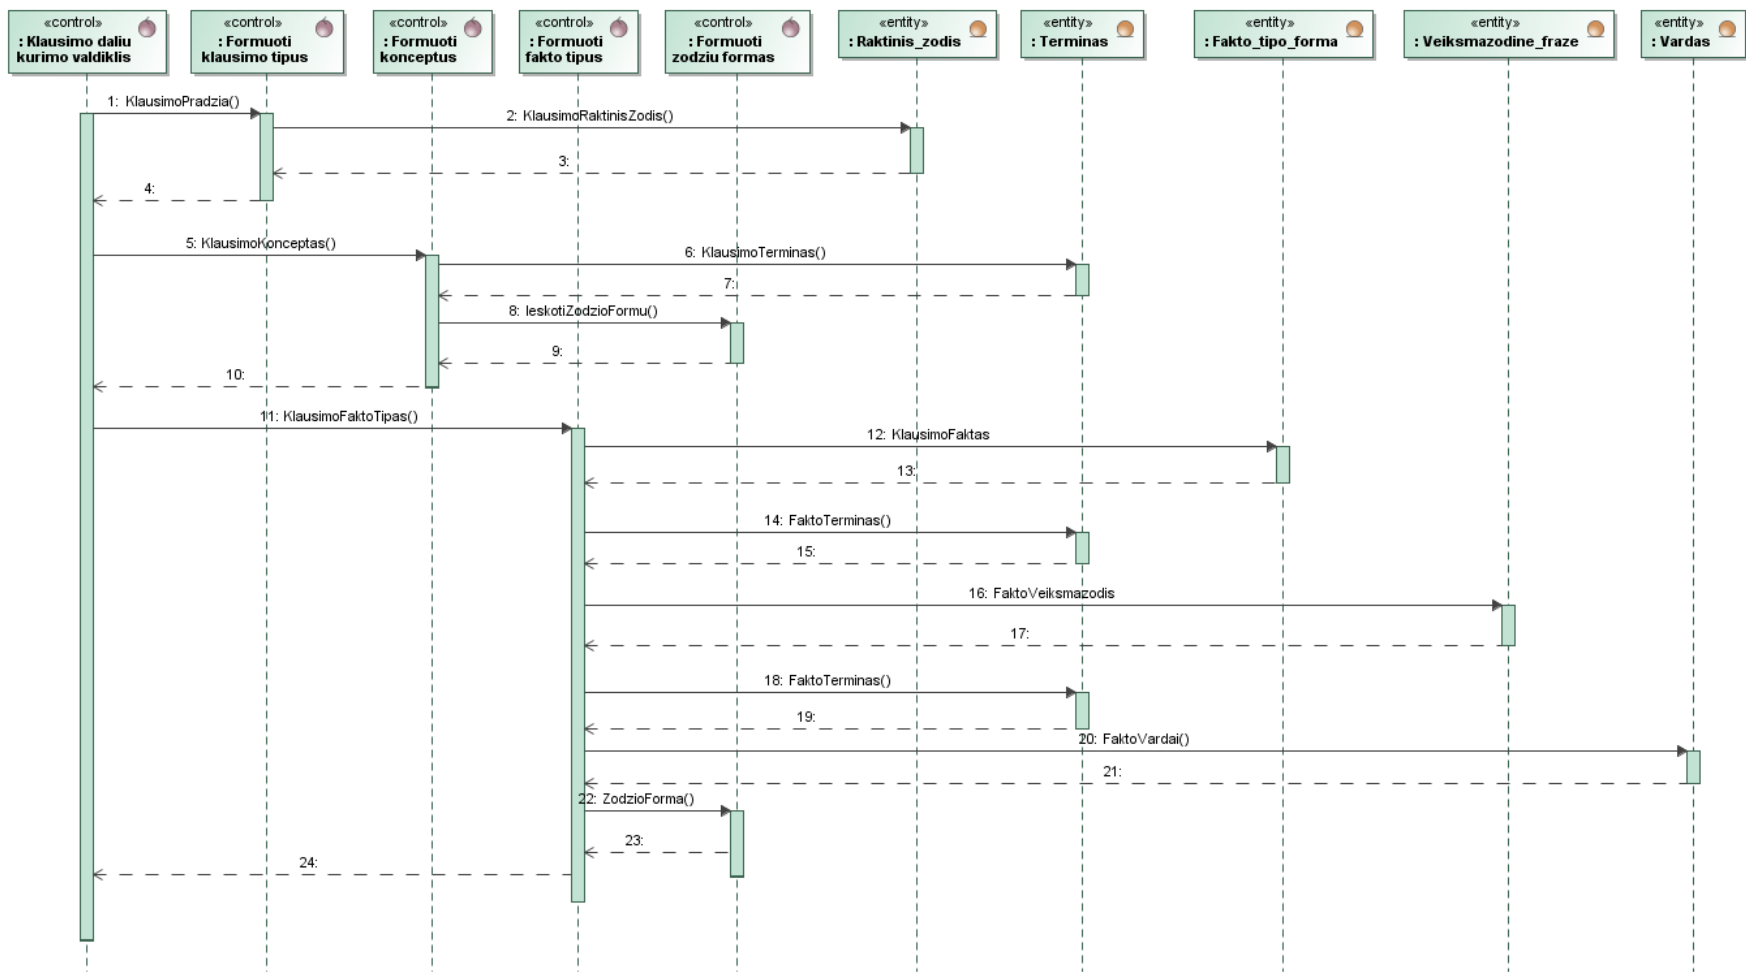 «control»
: Klausimo daliu
kurimo valdiklis
«control»
: Formuoti
klausimo tipus
«control»
: Formuoti
konceptus
«control»
: Formuoti
fakto tipus
«control»
: Formuoti
zodziu formas
«entity»
: Raktinis_zodis
«entity»
: Terminas
«entity»
: Fakto_tipo_forma
«entity»
: Veiksmazodine_fraze
«entity»
: Vardas
1: KlausimoPradzia()
2: KlausimoRaktinisZodis()
3:
4:
5: KlausimoKonceptas()
6: KlausimoTerminas()
7:
8: IeskotiZodzioFormu()
9:
10:
11: KlausimoFaktoTipas()
12: KlausimoFaktas
13:
14: FaktoTerminas()
15:
16: FaktoVeiksmazodis
17:
18: FaktoTerminas()
19:
20: FaktoVardai()
21:
22: ZodzioForma()
23:
24: